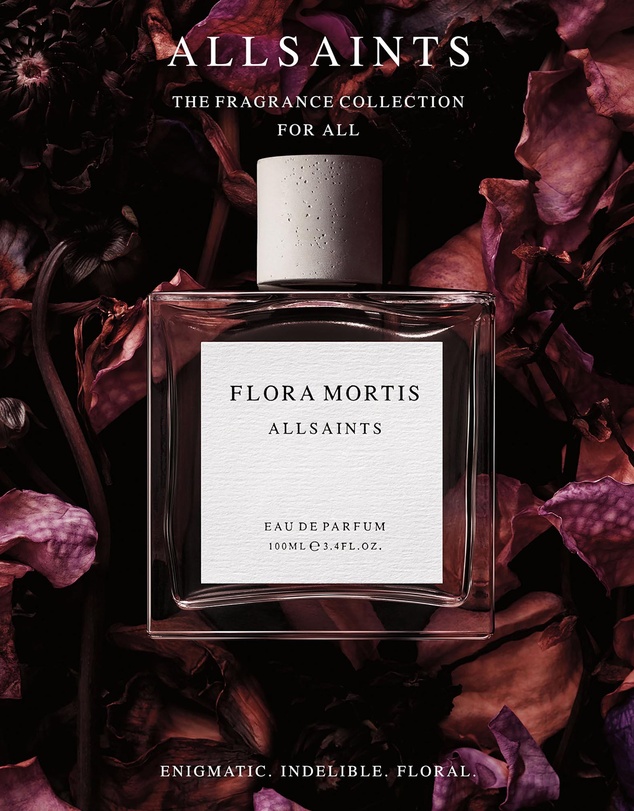 ALLSAINTS
THE FRAGRANCE COLLECTION
FOR ALL
FLORA MORTIS
ALLSAINTS
EAU DE PARFUM
100ML ℮ 3.4FL.OZ.
ENIGMATIC. INDELIBLE. FLORAL.